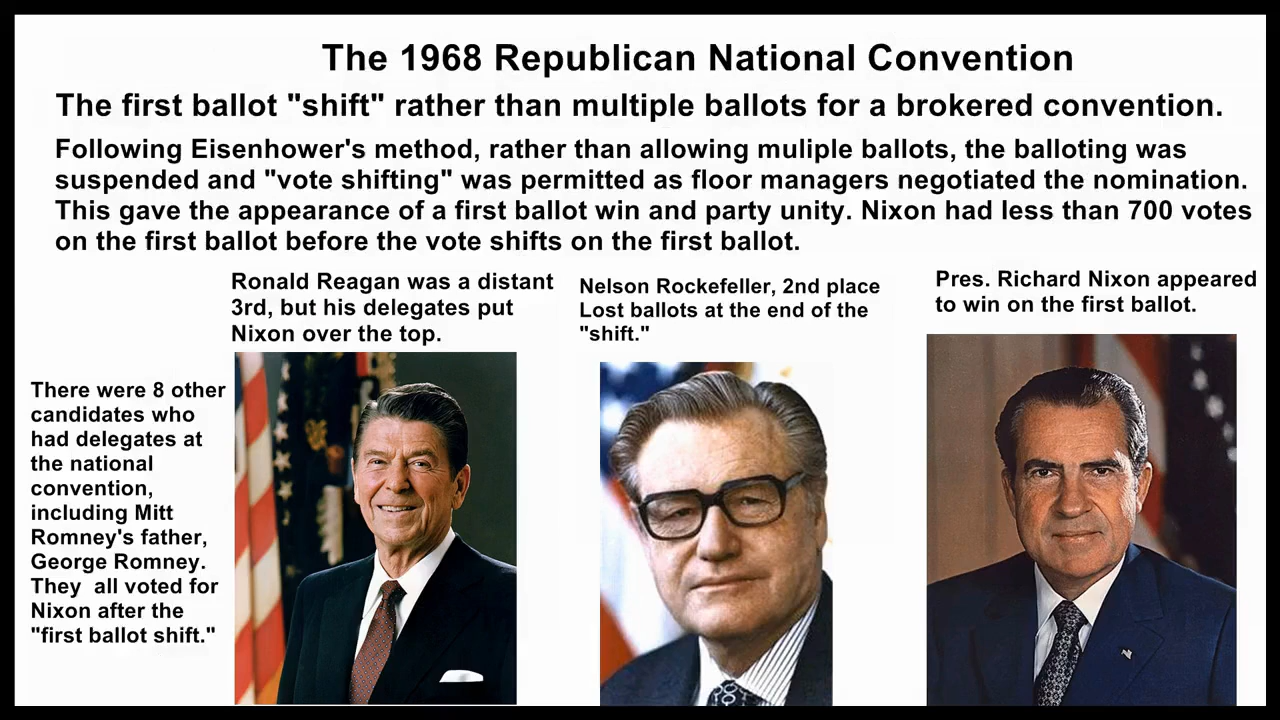 The 1968 Republican National Convention
The first ballot "shift" rather than multiple ballots for a brokered convention.
Following Eisenhower's method, rather than allowing muliple ballots, the balloting was
suspended and "vote shifting" was permitted as floor managers negotiated the nomination.
This gave the appearance of a first ballot win and party unity. Nixon had less than 700 votes
on the first ballot before the vote shifts on the first ballot.
There were 8 other
candidates who
had delegates at
the national
convention,
including Mitt
Romney's father,
George Romney.
They  all voted for
Nixon after the
"first ballot shift."
Ronald Reagan was a distant
3rd, but his delegates put
Nixon over the top.
Nelson Rockefeller, 2nd place
Lost ballots at the end of the
"shift."
Pres. Richard Nixon appeared
to win on the first ballot.